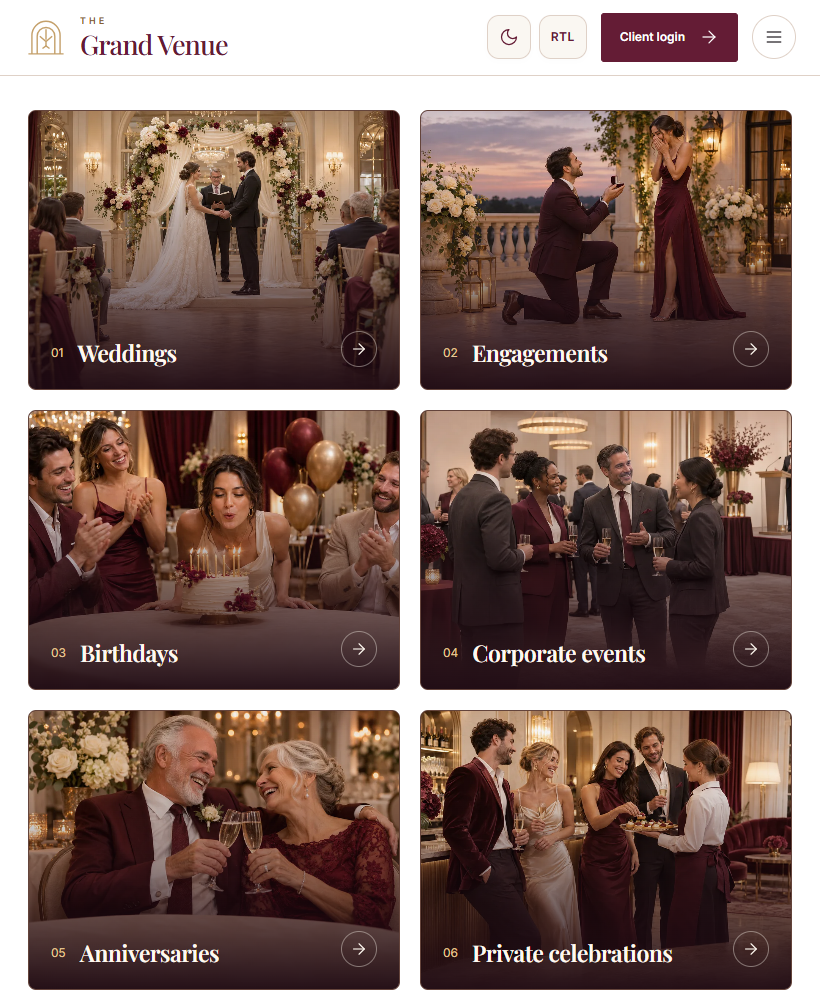 THE
Grand Venue
RTL
Client login
01 Weddings
02 Engagements
03 Birthdays
04 Corporate events
05 Anniversaries
06 Private celebrations